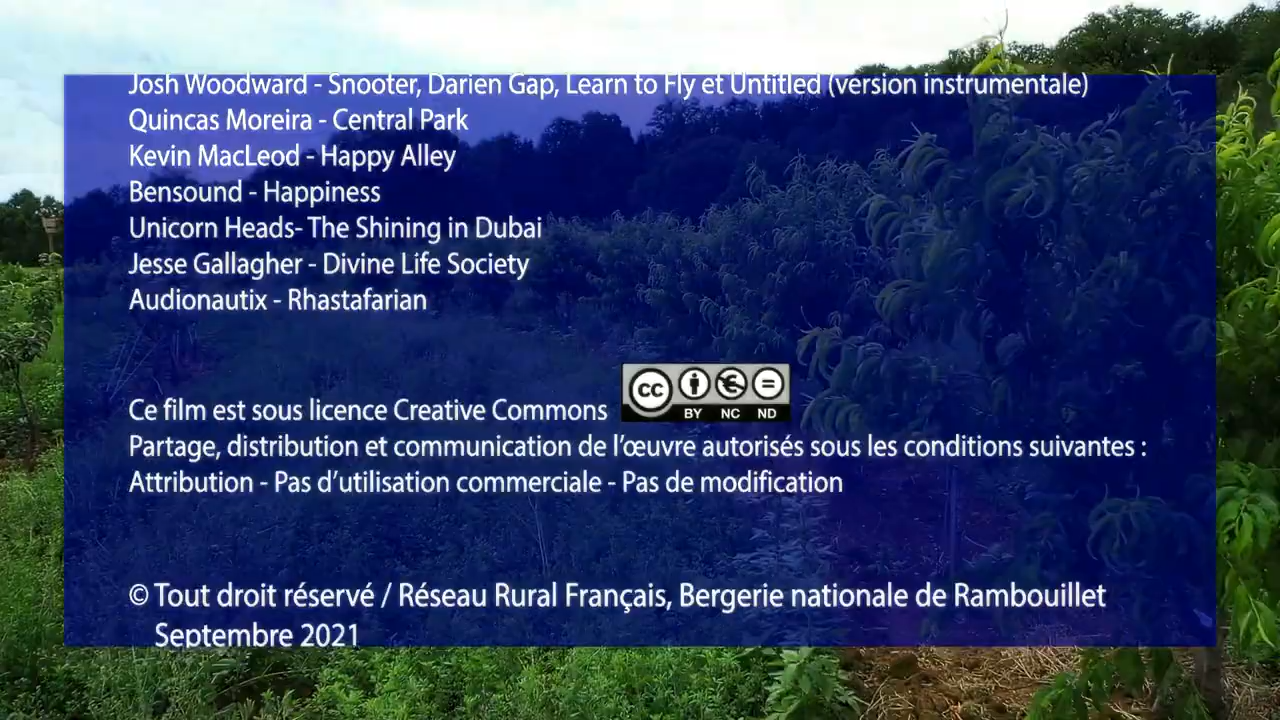 Josh Woodward - Snooter, Darien Gap, Learn to Fly et Untitled (version instrumentale)
Quincas Moreira - Central Park
Kevin MacLeod - Happy Alley
Bensound - Happiness
Unicorn Heads- The Shining in Dubai
Jesse Gallagher - Divine Life Society
Audionautix - Rhastafarian
Ce film est sous licence Creative Commons
cc BY NC ND
Partage, distribution et communication de l’œuvre autorisés sous les conditions suivantes :
Attribution - Pas d’utilisation commerciale - Pas de modification
© Tout droit réservé / Réseau Rural Français, Bergerie nationale de Rambouillet
Septembre 2021